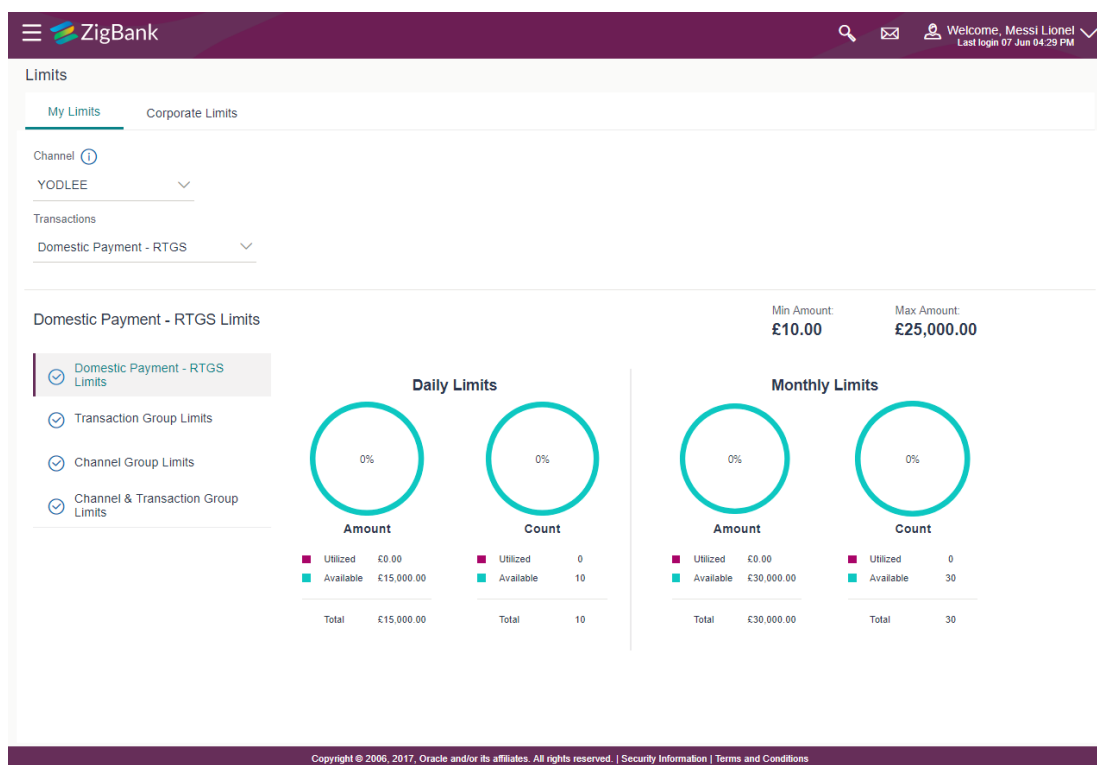 ZigBank
Welcome, Messi Lionel
Last login 07 Jun 04:29 PM
Limits
My Limits
Corporate Limits
Channel
YODLEE
Transactions
Domestic Payment - RTGS
Domestic Payment - RTGS Limits
Min Amount:
£10.00
Max Amount:
£25,000.00
Domestic Payment - RTGS
Limits
Transaction Group Limits
Channel Group Limits
Channel & Transaction Group
Limits
Daily Limits
0%
Amount
Utilized £0.00
Available £15,000.00
Total £15,000.00
0%
Count
Utilized 0
Available 10
Total 10
Monthly Limits
0%
Amount
Utilized £0.00
Available £30,000.00
Total £30,000.00
0%
Count
Utilized 0
Available 30
Total 30
Copyright © 2006, 2017, Oracle and/or its affiliates. All rights reserved. | Security Information | Terms and Conditions